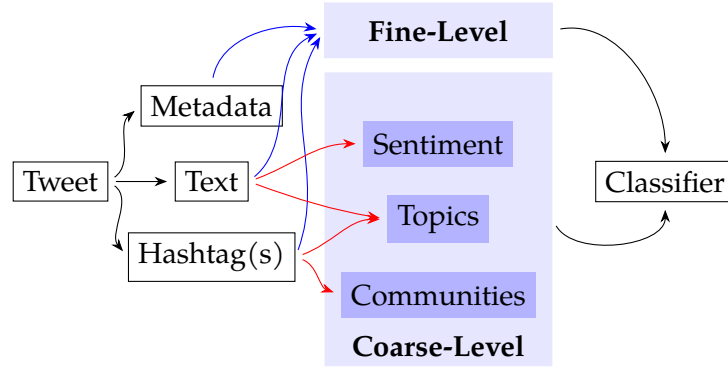 Fine-Level
Metadata
Sentiment
Tweet
Text
Classifier
Topics
Hashtag(s)
Communities
Coarse-Level